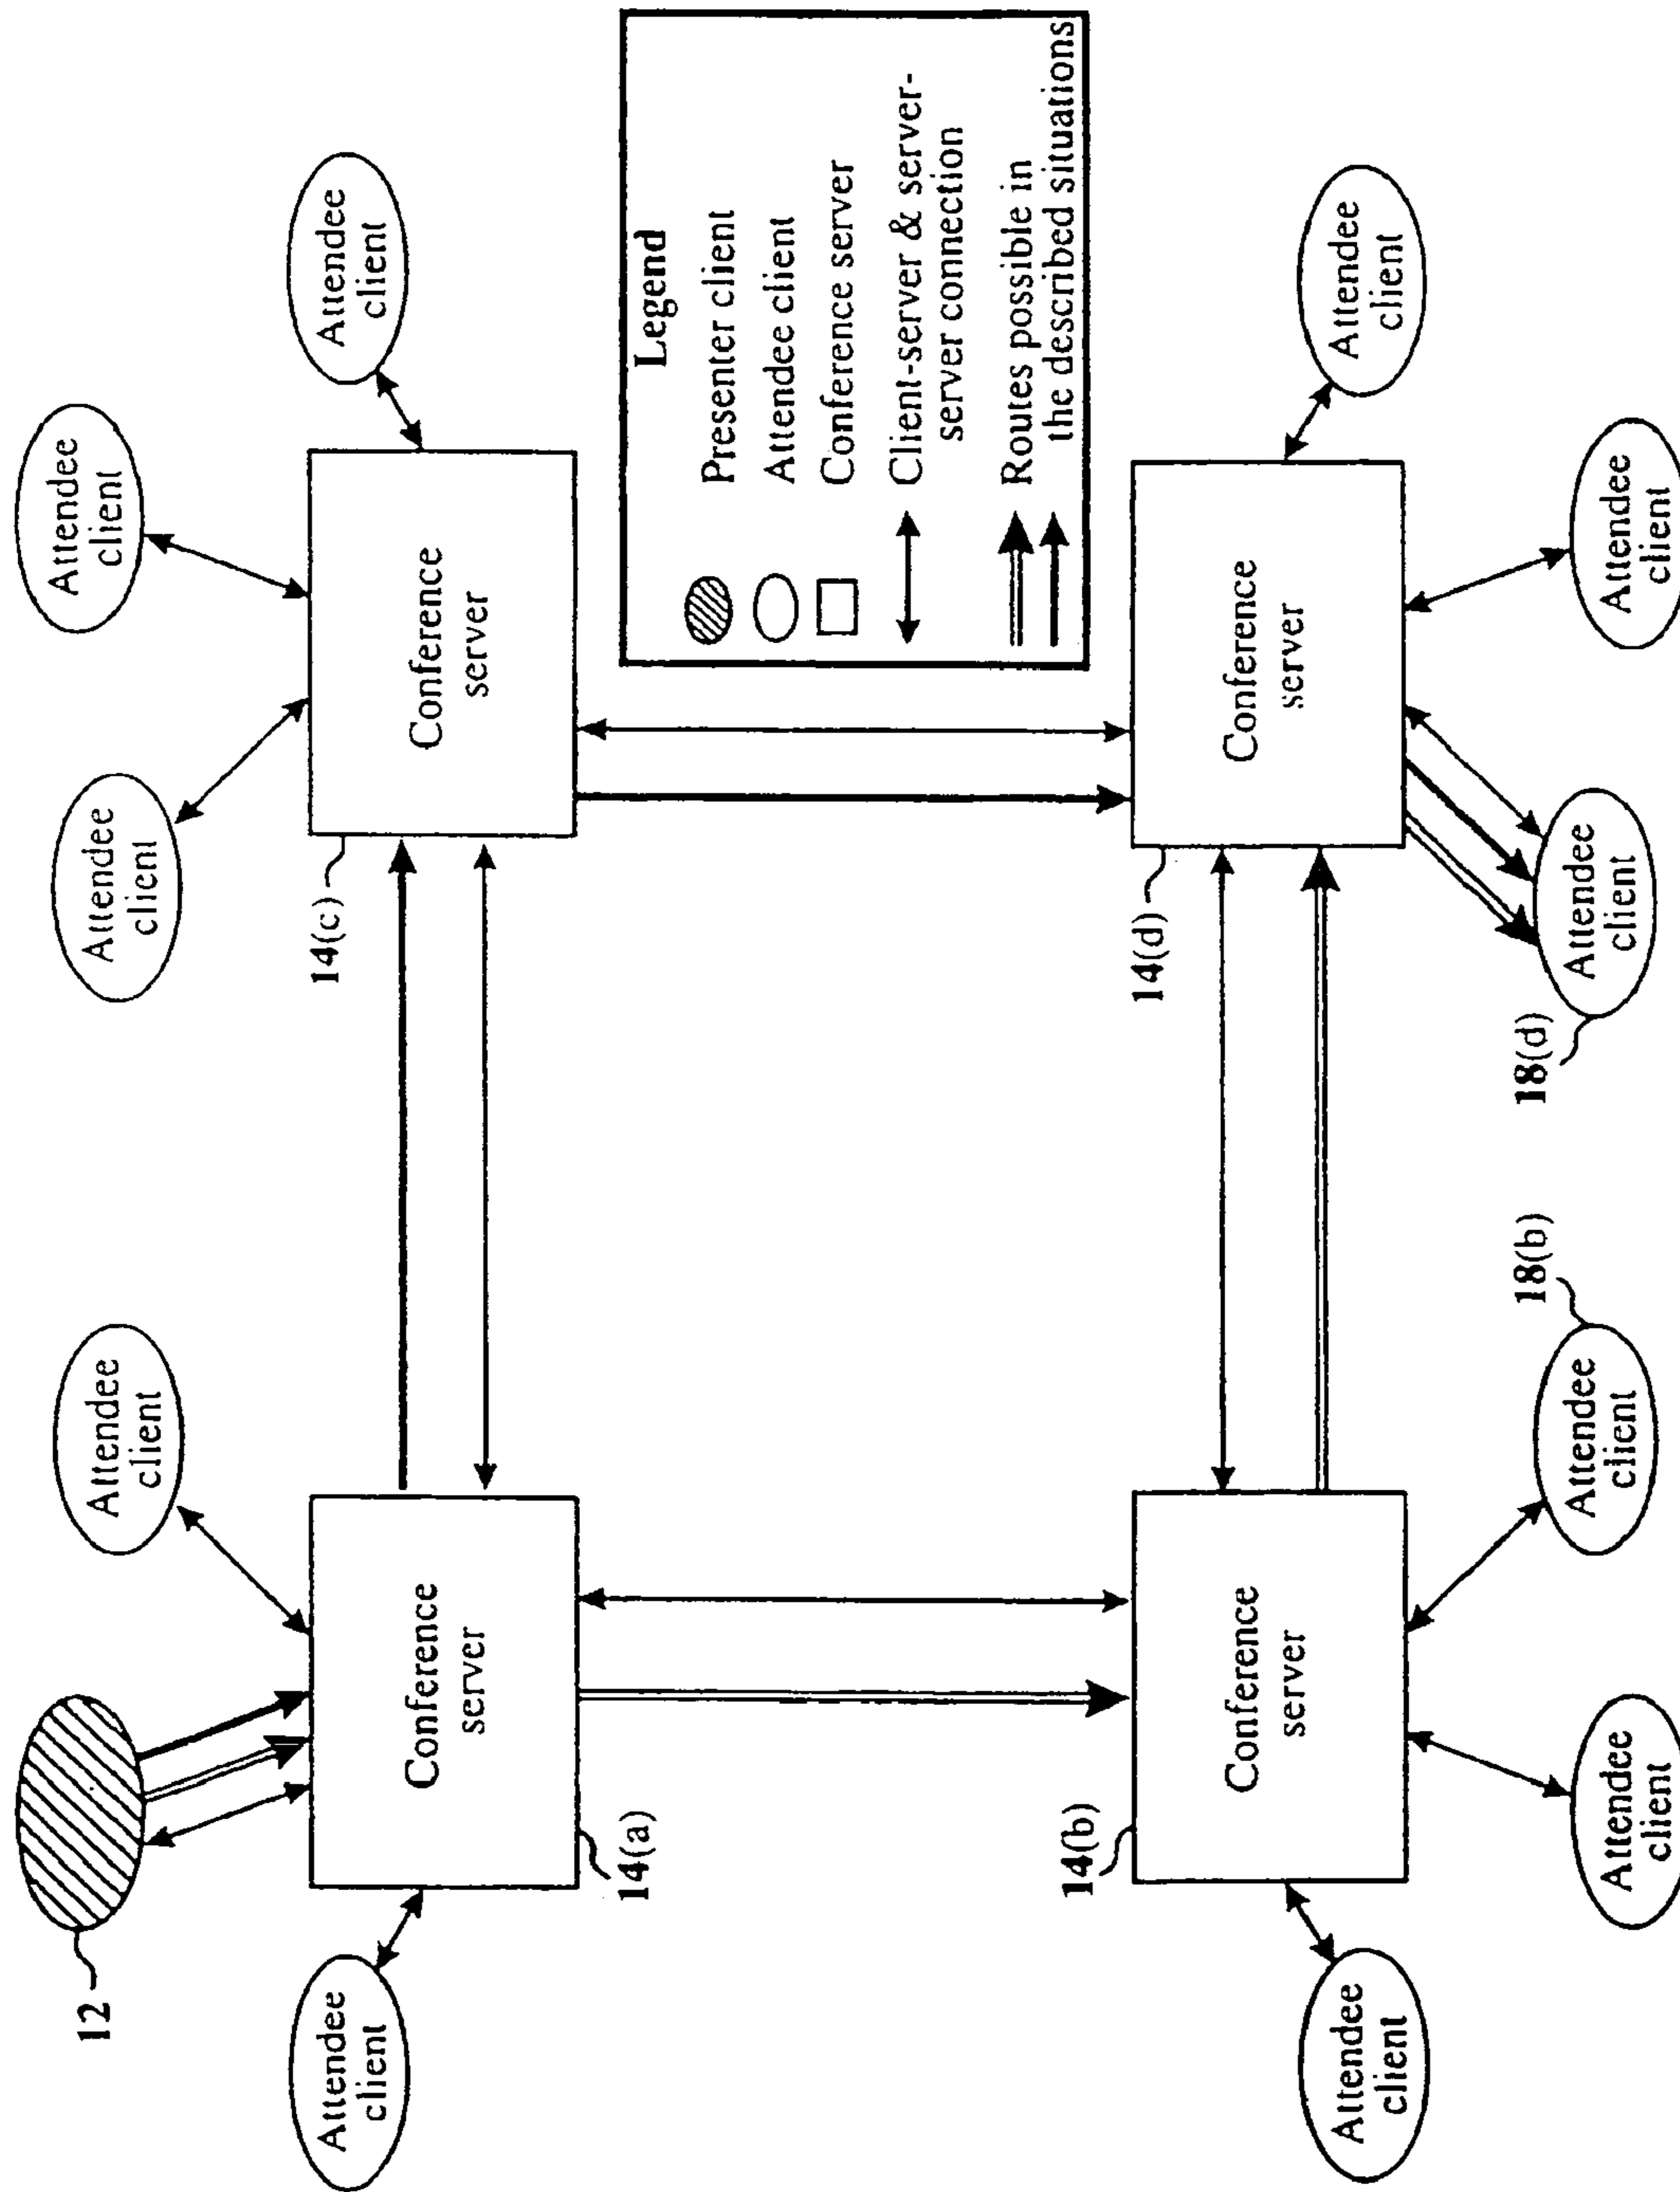 12
Attendee
client
Attendee
client
Attendee
client
Attendee
client
Attendee
client
14(c)
Conference
server
Conference
server
14(a)
Legend
Presenter client
Attendee client
Conference server
Client-server & server-
server connection
Routes possible in
the described situations
14(b)
14(d)
Conference
server
Conference
server
Attendee
client
Attendee
client
18(b)
18(d)
Attendee
client
Attendee
client
Attendee
client
Attendee
client